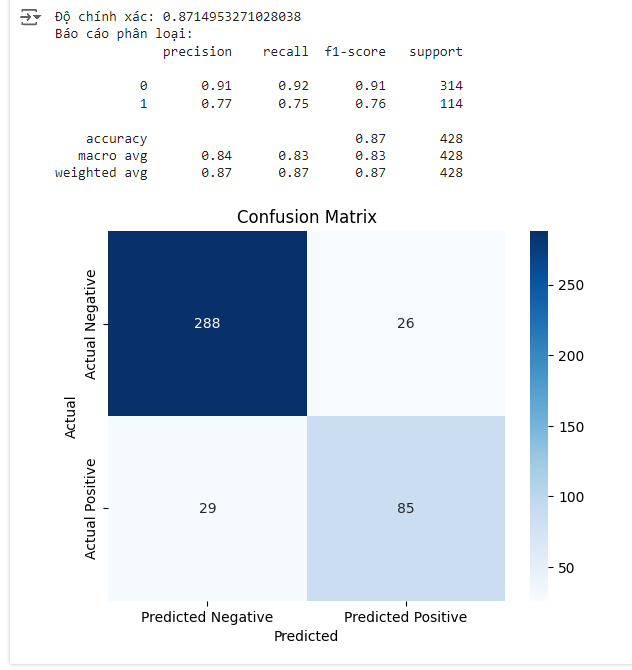 Độ chính xác: 0.8714953271028038
Báo cáo phân loại:
precision recall f1-score support
0 0.91 0.92 0.91 314
1 0.77 0.75 0.76 114
accuracy 0.87 428
macro avg 0.84 0.83 0.83 428
weighted avg 0.87 0.87 0.87 428
Confusion Matrix
Actual
Actual Negative
288 26
Actual Positive
29 85
Predicted Negative Predicted Positive
Predicted
250
200
150
100
50